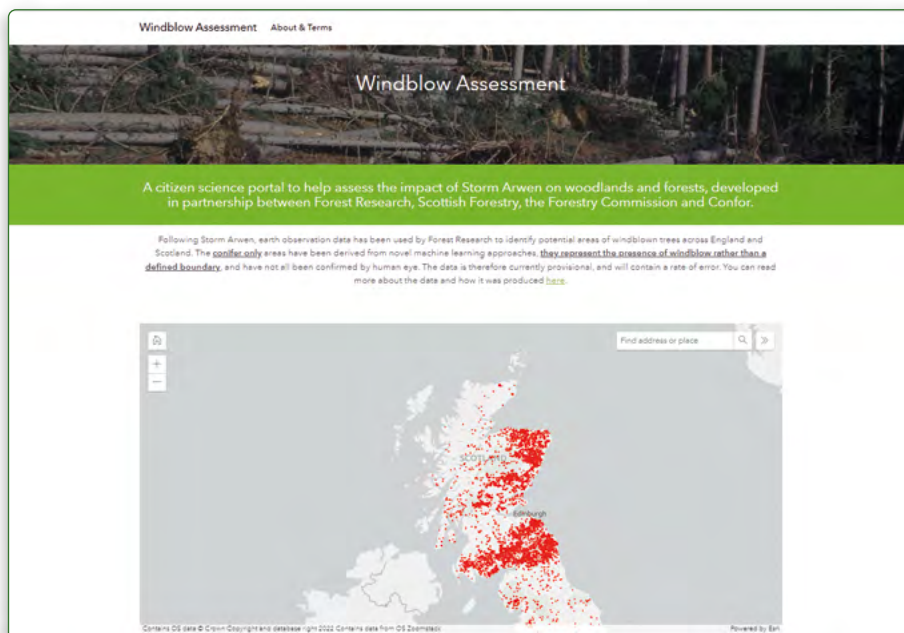 Windblow Assessment About & Terms
Windblow Assessment
A citizen science portal to help assess the impact of Storm Arwen on woodlands and forests, developed
in partnership between Forest Research, Scottish Forestry, the Forestry Commission and Confor.
Following Storm Arwen, earth observation data has been used by Forest Research to identify potential areas of windblown trees across England and
Scotland. The conifer only areas have been derived from novel machine learning approaches, they represent the presence of windblow rather than a
defined boundary, and have not all been confirmed by human eye. The data is therefore currently provisional, and will contain a rate of error. You can read
more about the data and how it was produced here.
Find address or place
SCOTLAND
Edinburgh
Contains OS data © Crown Copyright and database right 2022 Contains data from OS Zoomstack
Powered by Esri